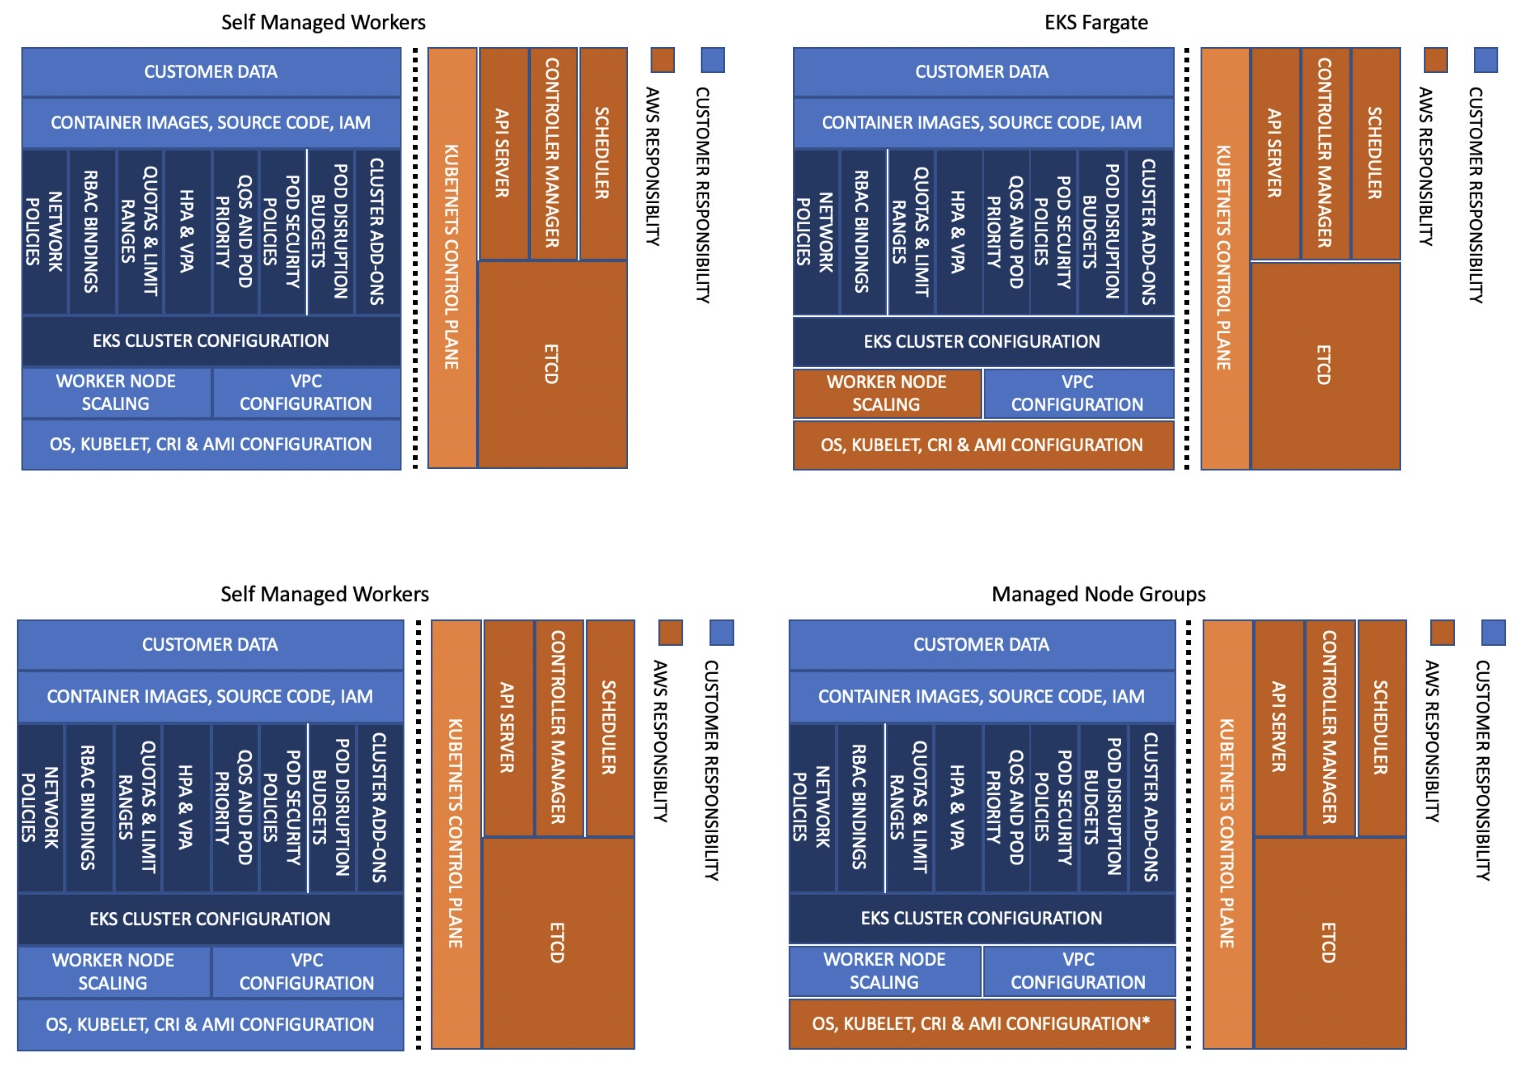 Self Managed Workers
CUSTOMER DATA
CONTAINER IMAGES, SOURCE CODE, IAM
NETWORK
POLICIES
RBAC BINDINGS
QUOTAS & LIMIT
RANGES
HPA & VPA
QOS AND POD
PRIORITY
POD SECURITY
POLICIES
POD DISRUPTION
BUDGETS
CLUSTER ADD-ONS
EKS CLUSTER CONFIGURATION
WORKER NODE
SCALING
VPC
CONFIGURATION
OS, KUBELET, CRI & AMI CONFIGURATION
KUBETNETS CONTROL PLANE
API SERVER
CONTROLLER MANAGER
SCHEDULER
ETCD
AWS RESPONSIBLITY
CUSTOMER RESPONSIBILITY
EKS Fargate
CUSTOMER DATA
CONTAINER IMAGES, SOURCE CODE, IAM
NETWORK
POLICIES
RBAC BINDINGS
QUOTAS & LIMIT
RANGES
HPA & VPA
QOS AND POD
PRIORITY
POD SECURITY
POLICIES
POD DISRUPTION
BUDGETS
CLUSTER ADD-ONS
EKS CLUSTER CONFIGURATION
WORKER NODE
SCALING
VPC
CONFIGURATION
OS, KUBELET, CRI & AMI CONFIGURATION
KUBETNETS CONTROL PLANE
API SERVER
CONTROLLER MANAGER
SCHEDULER
ETCD
AWS RESPONSIBLITY
CUSTOMER RESPONSIBILITY
Self Managed Workers
CUSTOMER DATA
CONTAINER IMAGES, SOURCE CODE, IAM
NETWORK
POLICIES
RBAC BINDINGS
QUOTAS & LIMIT
RANGES
HPA & VPA
QOS AND POD
PRIORITY
POD SECURITY
POLICIES
POD DISRUPTION
BUDGETS
CLUSTER ADD-ONS
EKS CLUSTER CONFIGURATION
WORKER NODE
SCALING
VPC
CONFIGURATION
OS, KUBELET, CRI & AMI CONFIGURATION
KUBETNETS CONTROL PLANE
API SERVER
CONTROLLER MANAGER
SCHEDULER
ETCD
AWS RESPONSIBLITY
CUSTOMER RESPONSIBILITY
Managed Node Groups
CUSTOMER DATA
CONTAINER IMAGES, SOURCE CODE, IAM
NETWORK
POLICIES
RBAC BINDINGS
QUOTAS & LIMIT
RANGES
HPA & VPA
QOS AND POD
PRIORITY
POD SECURITY
POLICIES
POD DISRUPTION
BUDGETS
CLUSTER ADD-ONS
EKS CLUSTER CONFIGURATION
WORKER NODE
SCALING
VPC
CONFIGURATION
OS, KUBELET, CRI & AMI CONFIGURATION*
KUBETNETS CONTROL PLANE
API SERVER
CONTROLLER MANAGER
SCHEDULER
ETCD
AWS RESPONSIBLITY
CUSTOMER RESPONSIBILITY